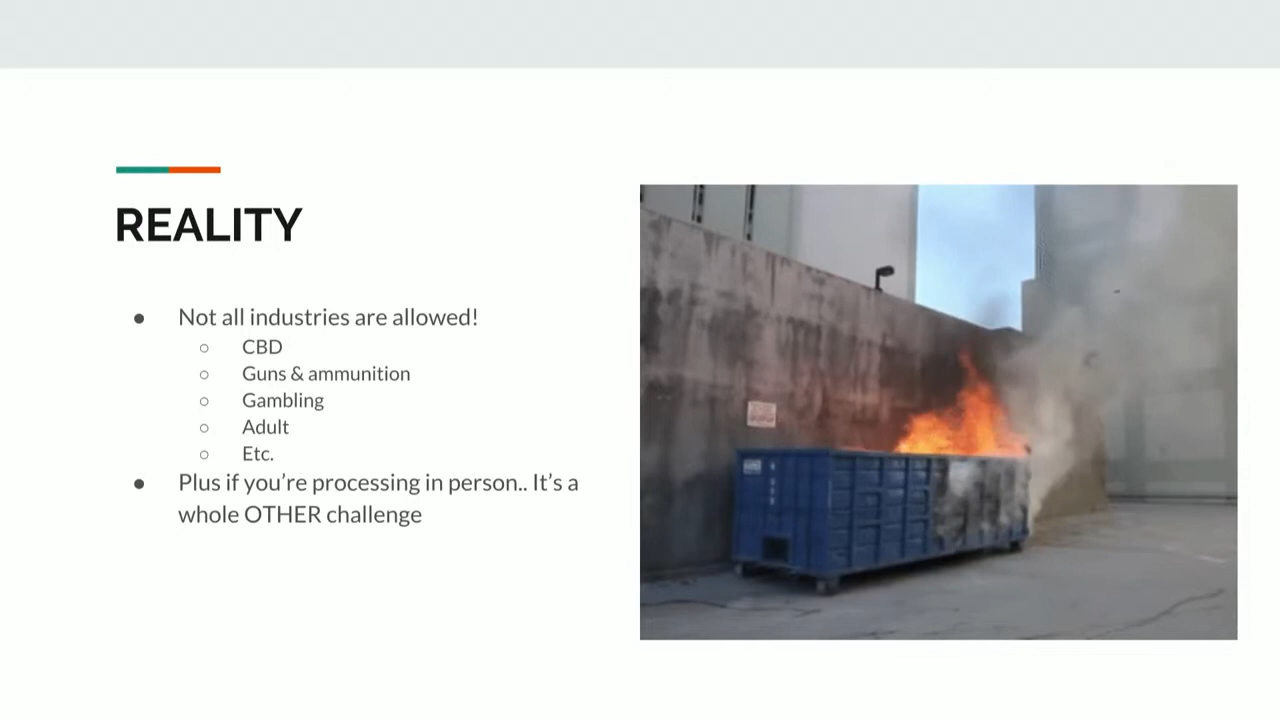 REALITY
● Not all industries are allowed!
○ CBD
○ Guns & ammunition
○ Gambling
○ Adult
○ Etc.
● Plus if you’re processing in person.. It’s a
whole OTHER challenge